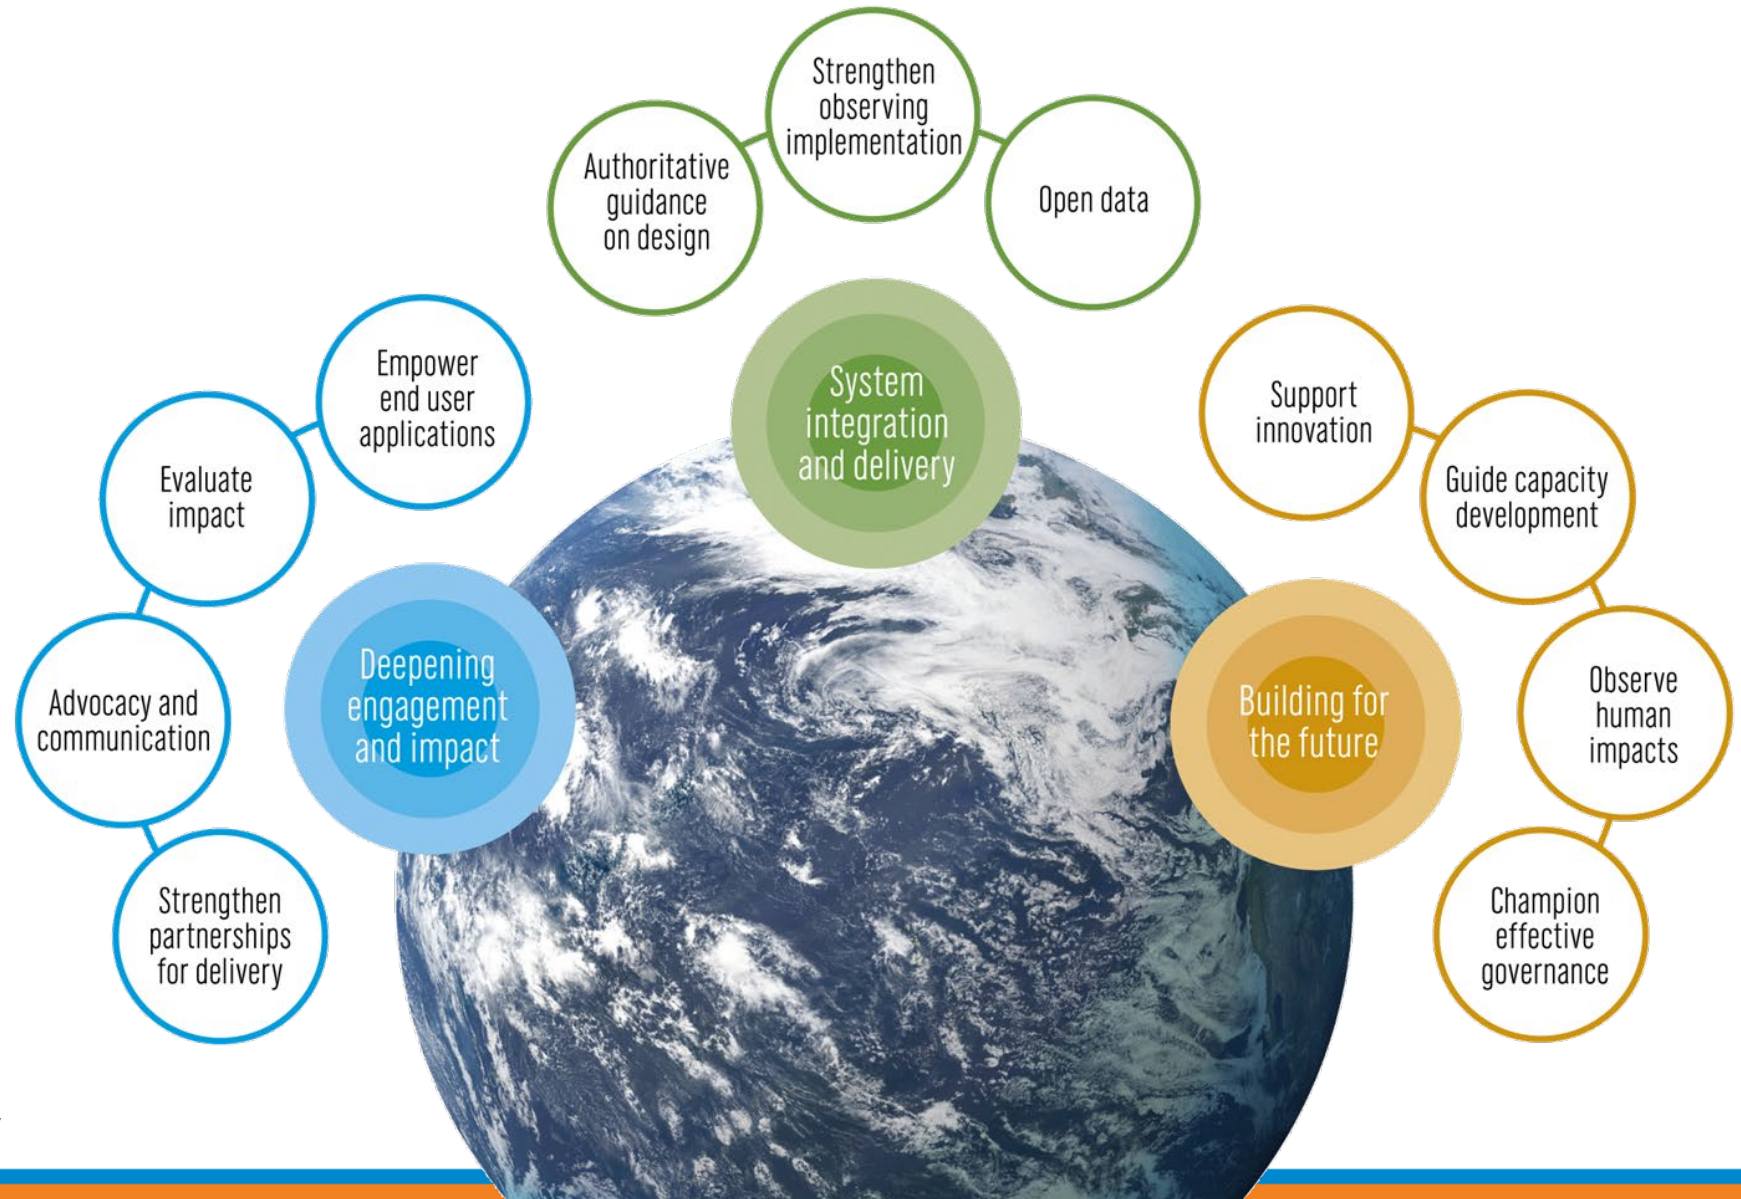 Strengthen
observing
implementation
Authoritative
guidance
on design
Open data
System
integration
and delivery
Empower
end user
applications
Evaluate
impact
Advocacy and
communication
Strengthen
partnerships
for delivery
Deepening
engagement
and impact
Support
innovation
Guide capacity
development
Observe
human
impacts
Champion
effective
governance
Building for
the future